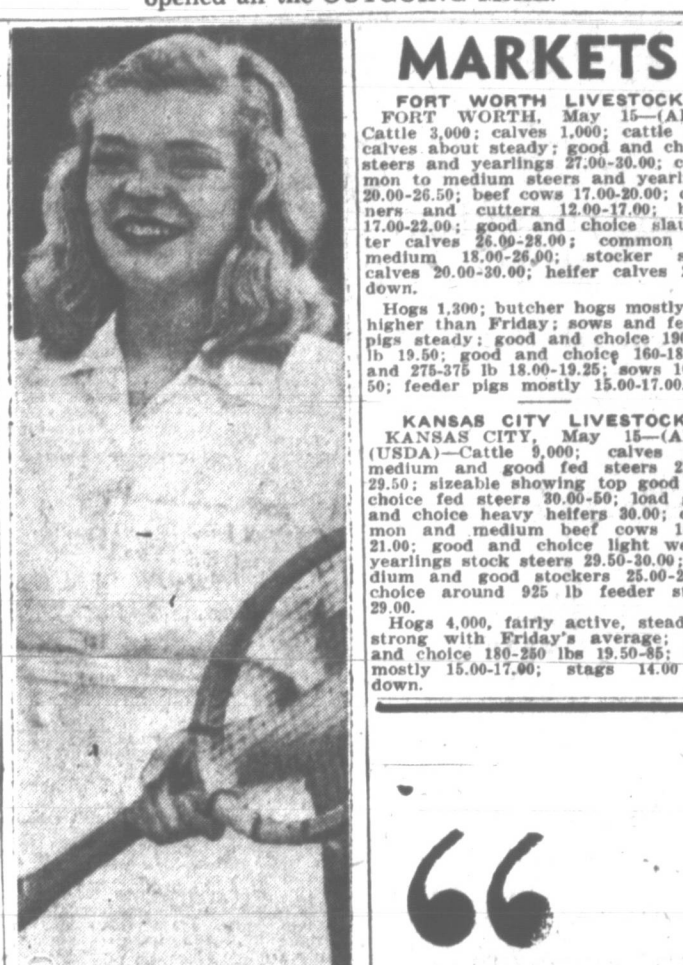 MARKETS
FORT WORTH LIVESTOCK
FORT WORTH, May 15—(A
Cattle 3,000; calves 1,000; cattle
calves about steady; good and ch
steers and yearlings 27.00-30.00; c
mon to medium steers and yearl
20.00-26.50; beef cows 17.00-20.00;
ners and cutters 12.00-17.00;
17.00-22.00; good and choice slau
ter calves 26.00-28.00; common
medium 18.00-26.00; stocker s
calves 20.00-30.00; heifer calves
down.
Hogs 1,300; butcher hogs mostly
higher than Friday; sows and fe
pigs steady; good and choice 190
lb 19.50; good and choice 160-18
and 275-375 lb 18.00-19.25; sows 1
50; feeder pigs mostly 15.00-17.00
KANSAS CITY LIVESTOCK
KANSAS CITY, May 15—(A
(USDA)—Cattle 9,000; calves
medium and good fed steers 2
29.50; sizeable showing top good
choice fed steers 30.00-50; load
and choice heavy heifers 30.00;
mon and medium beef cows 1
21.00; good and choice light we
yearlings stock steers 29.50-30.00;
dium and good stockers 25.00-2
choice around 925 lb feeder s
29.00.
Hogs 4,000, fairly active, stead
strong with Friday's average;
and choice 180-250 lbs 19.50-85;
mostly 15.00-17.00; stags 14.00
down.
“